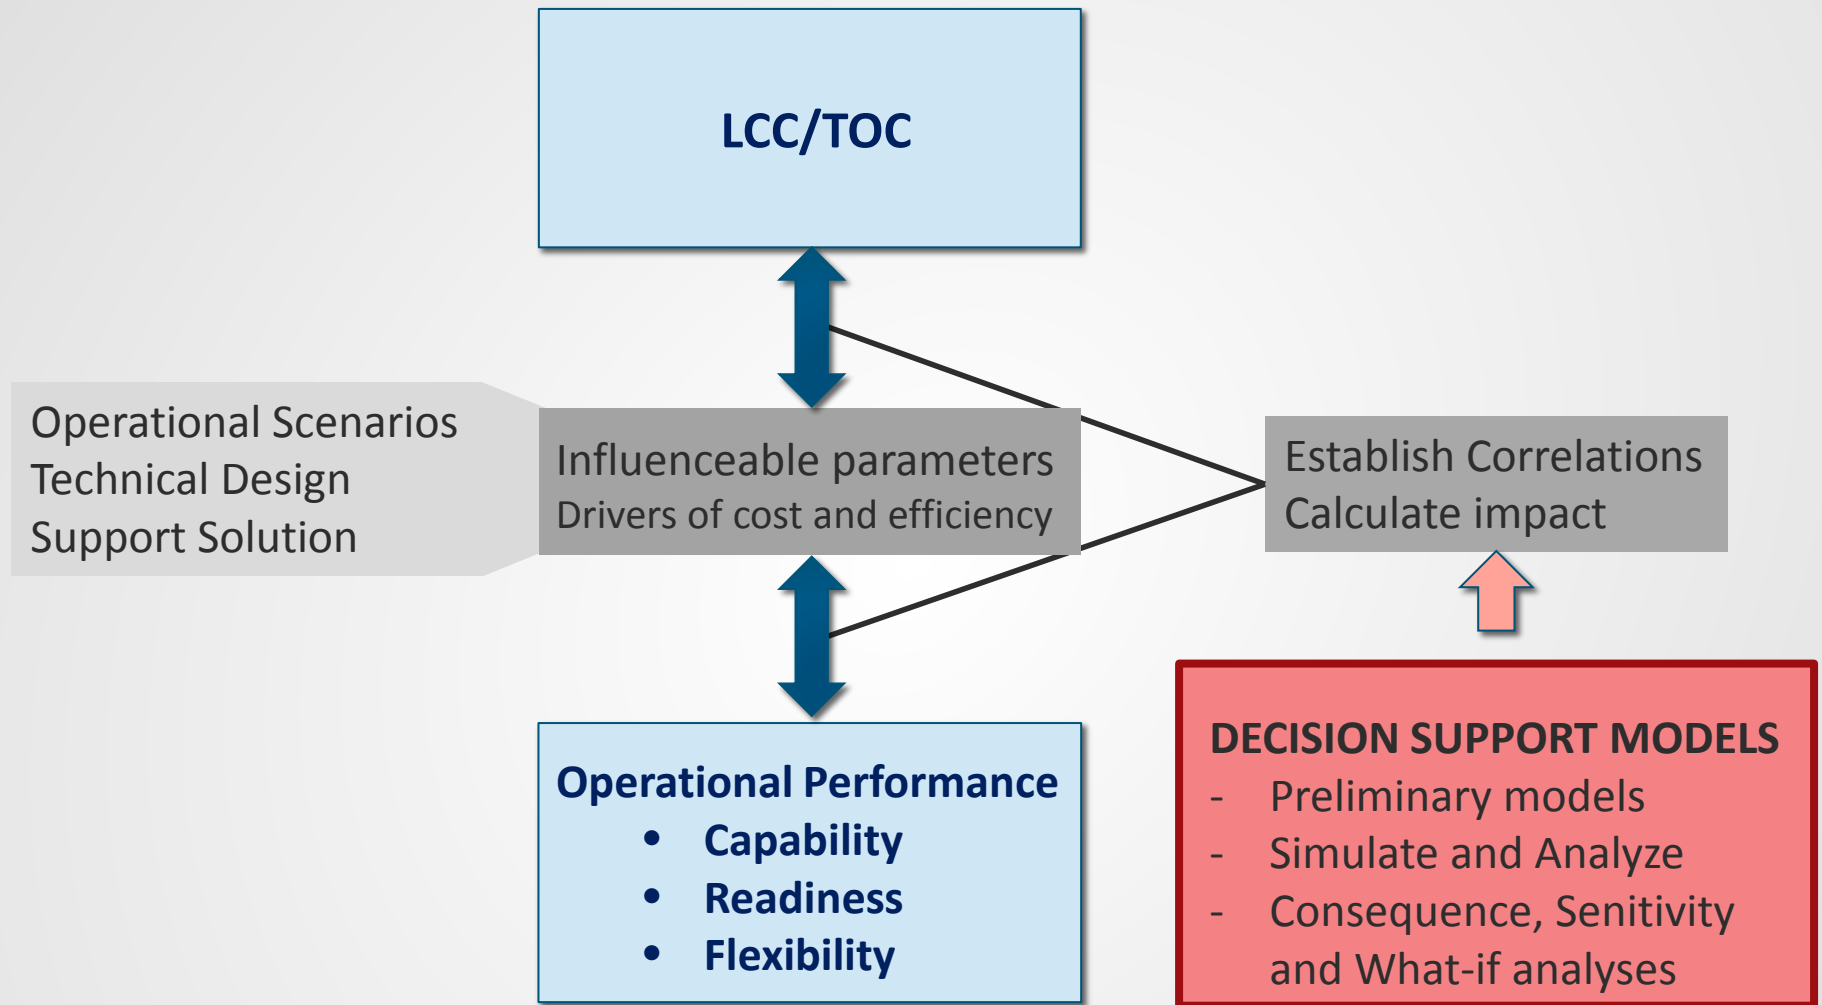 LCC/TOC
Operational Scenarios
Technical Design
Support Solution
Influenceable parameters
Drivers of cost and efficiency
Establish Correlations
Calculate impact
Operational Performance
• Capability
• Readiness
• Flexibility
DECISION SUPPORT MODELS
- Preliminary models
- Simulate and Analyze
- Consequence, Senitivity
and What-if analyses